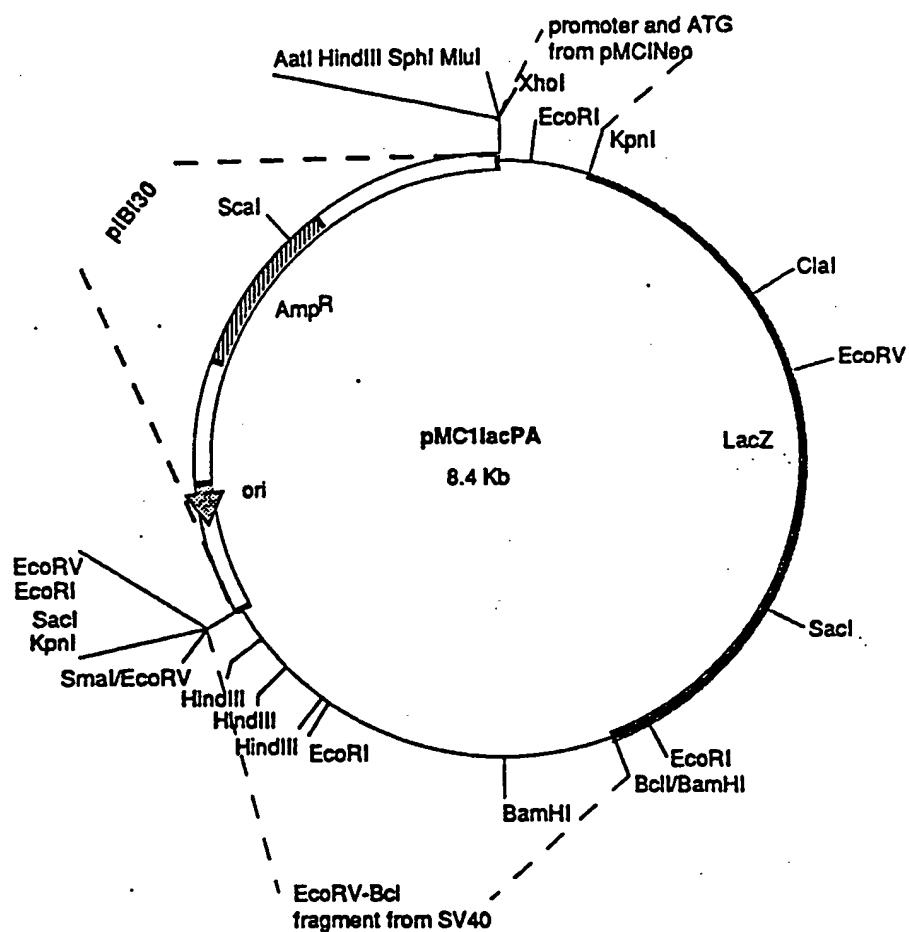 promoter and ATG
from pMCINeo
AatI HindIII SphI MluI
XhoI
EcoRI
KpnI
pIBI30
ScaI
ClaI
AmpR
EcoRV
pMC1lacPA
LacZ
8.4 Kb
ori
EcoRV
EcoRI
SacI
KpnI
SmaI/EcoRV
SacI
HindIII
HindIII
HindIII
EcoRI
EcoRI
BclI/BamHI
BamHI
EcoRV-Bcl
fragment from SV40